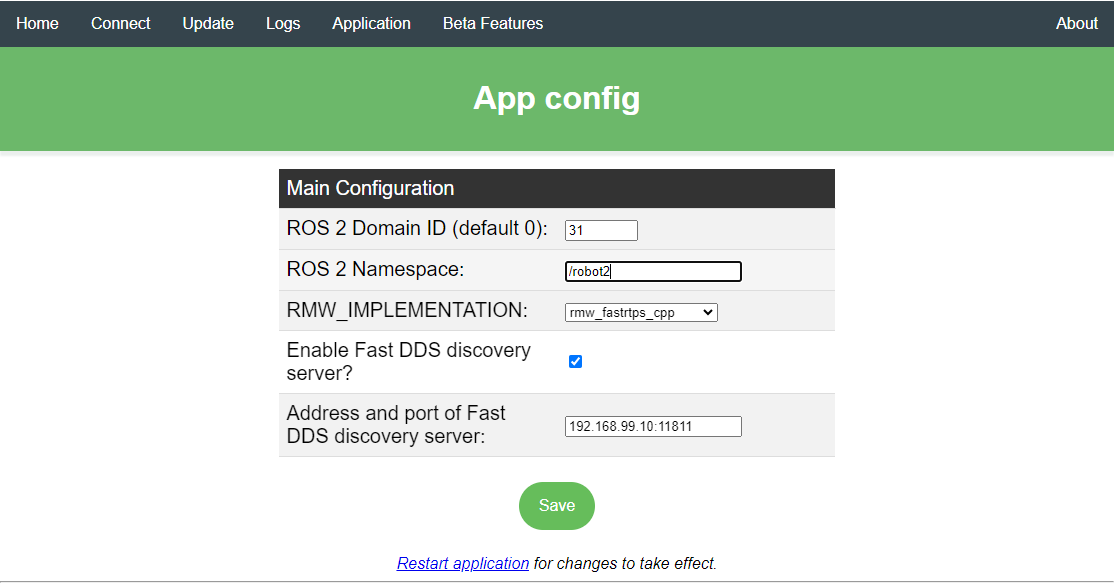 Home Connect Update Logs Application Beta Features About
App config
Main Configuration
ROS 2 Domain ID (default 0): 31
ROS 2 Namespace: /robot2
RMW_IMPLEMENTATION: rmw_fastrtps_cpp
Enable Fast DDS discovery
server?
Address and port of Fast
DDS discovery server: 192.168.99.10:11811
Save
Restart application for changes to take effect.